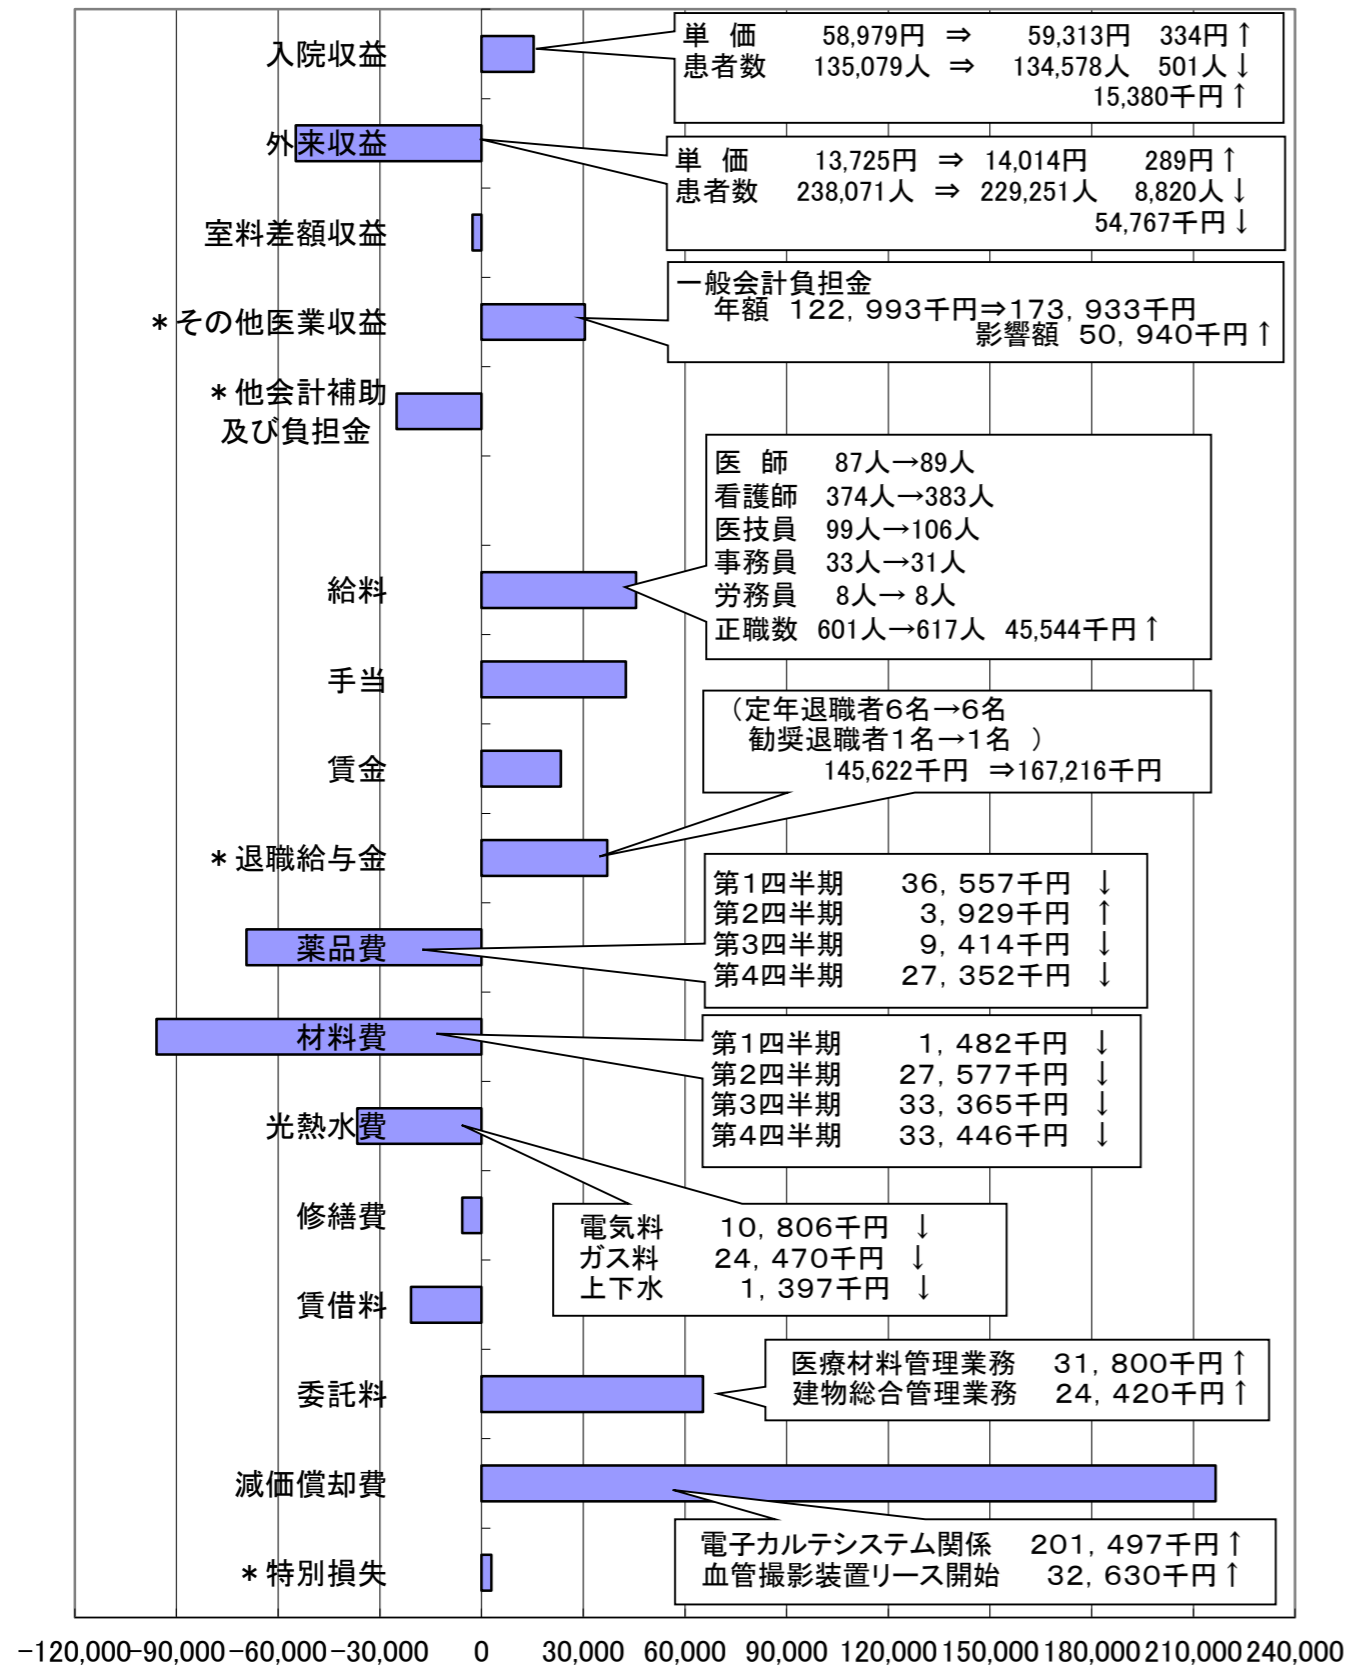 入院収益
単　価　58,979円　⇒　59,313円　334円↑
患者数　135,079人　⇒　134,578人　501人↓
15,380千円↑
外来収益
単　価　13,725円　⇒　14,014円　289円↑
患者数　238,071人　⇒　229,251人　8,820人↓
54,767千円↓
室料差額収益
＊その他医業収益
一般会計負担金
年額　１２２，９９３千円⇒１７３，９３３千円
影響額　５０，９４０千円↑
＊他会計補助
及び負担金
医　師　87人→89人
看護師　374人→383人
医技員　99人→106人
事務員　33人→31人
労務員　8人→ 8人
正職数　601人→617人　45,544千円↑
給料
手当
（定年退職者６名→６名
勧奨退職者１名→１名　）
145,622千円　⇒167,216千円
賃金
＊退職給与金
第１四半期　３６，５５７千円　↓
第２四半期　３，９２９千円　↑
第３四半期　９，４１４千円　↓
第４四半期　２７，３５２千円　↓
薬品費
材料費
第１四半期　１，４８２千円　↓
第２四半期　２７，５７７千円　↓
第３四半期　３３，３６５千円　↓
第４四半期　３３，４４６千円　↓
光熱水費
修繕費
電気料　１０，８０６千円　↓
ガス料　２４，４７０千円　↓
上下水　１，３９７千円　↓
賃借料
委託料
医療材料管理業務　３１，８００千円↑
建物総合管理業務　２４，４２０千円↑
減価償却費
電子カルテシステム関係　２０１，４９７千円↑
血管撮影装置リース開始　３２，６３０千円↑
＊特別損失
-120,000 -90,000 -60,000 -30,000 0 30,000 60,000 90,000 120,000 150,000 180,000 210,000 240,000